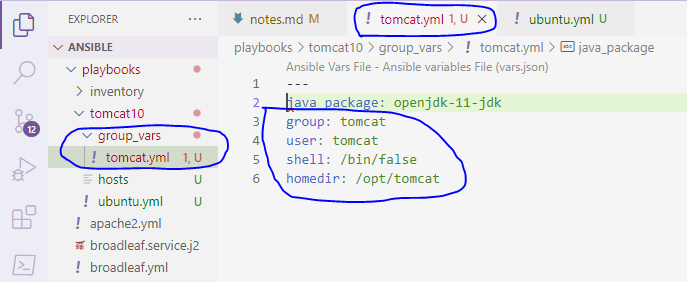 EXPLORER
notes.md M
tomcat.yml 1, U
ubuntu.yml
ANSIBLE
playbooks
inventory
tomcat10
group_vars
tomcat.yml 1, U
hosts U
ubuntu.yml U
apache2.yml
broadleaf.service.j2
broadleaf.yml
12
playbooks > tomcat10 > group_vars > tomcat.yml > abc java_package
Ansible Vars File - Ansible variables File (vars.json)
1 ---
2 java_package: openjdk-11-jdk
3 group: tomcat
4 user: tomcat
5 shell: /bin/false
6 homedir: /opt/tomcat